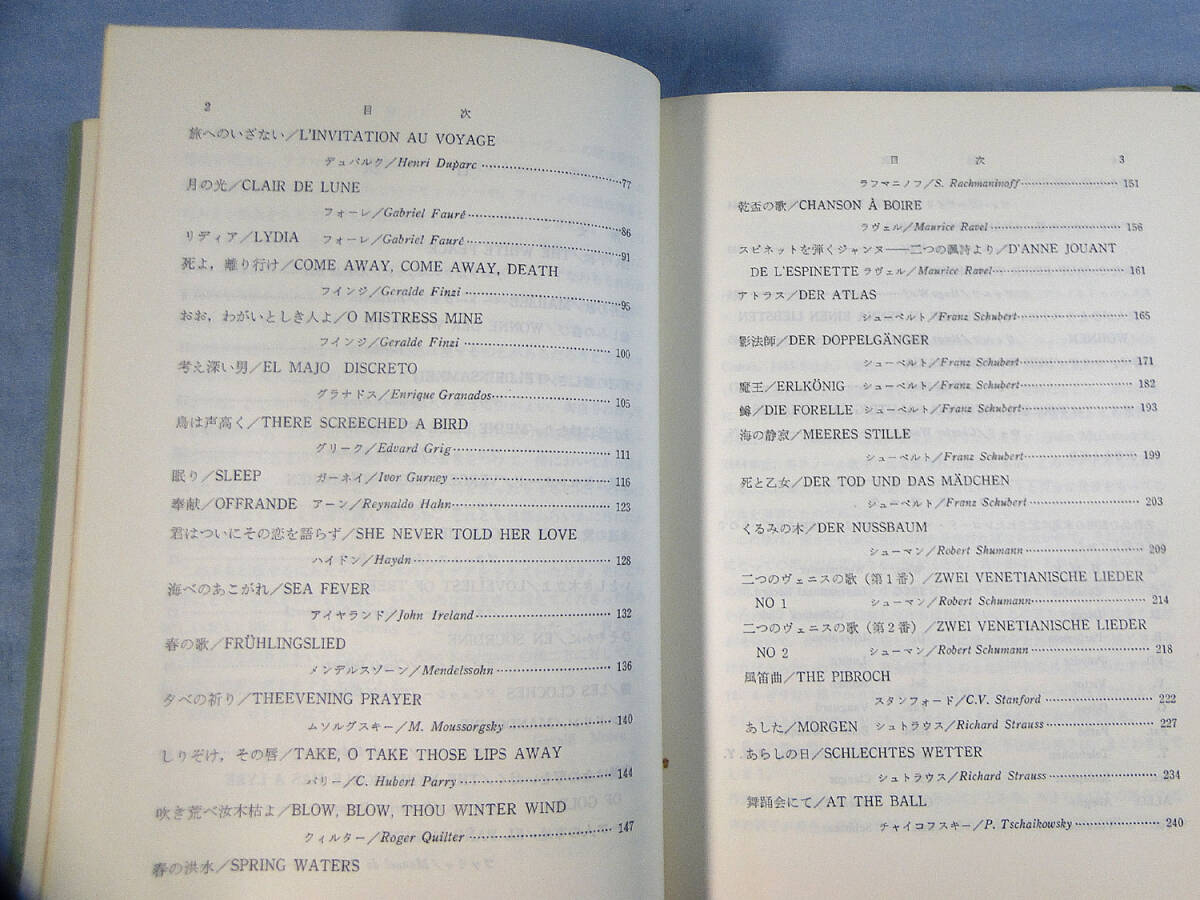 2 目 次
旅へのいざない/L'INVITATION AU VOYAGE
デュパルク/Henri Duparc……77
月の光/CLAIR DE LUNE
フォーレ/Gabriel Fauré……86
リディア/LYDIA フォーレ/Gabriel Fauré……91
死よ,離り行け/COME AWAY, COME AWAY, DEATH
フインジ/Geralde Finzi……95
おお,わがいとしき人よ/O MISTRESS MINE
フインジ/Geralde Finzi……100
考え深い男/EL MAJO DISCRETO
グラナドス/Enrique Granados……105
鳥は声高く/THERE SCREECHED A BIRD
グリーク/Edvard Grig……111
眠り/SLEEP ガーネイ/Ivor Gurney……116
奉献/OFFRANDE アーン/Reynaldo Hahn……123
君はついにその恋を語らず/SHE NEVER TOLD HER LOVE
ハイドン/Haydn……128
海べのあこがれ/SEA FEVER
アイヤランド/John Ireland……132
春の歌/FRÜHLINGSLIED
メンデルスゾーン/Mendelssohn……136
夕べの祈り/THEEVENING PRAYER
ムソルグスキー/M. Moussorgsky……140
しりぞけ,その唇/TAKE, O TAKE THOSE LIPS AWAY
パリー/C. Hubert Parry……144
吹き荒べ汝木枯よ/BLOW, BLOW, THOU WINTER WIND
クィルター/Roger Quilter……147
春の洪水/SPRING WATERS
目 次 3
ラフマニノフ/S. Rachmaninoff……151
乾盃の歌/CHANSON À BOIRE
ラヴェル/Maurice Ravel……158
スピネットを弾くジャンヌ――二つの諷詩より/D'ANNE JOUANT
DE L'ESPINETTE ラヴェル/Maurice Ravel……161
アトラス/DER ATLAS
シューベルト/Franz Schubert……165
影法師/DER DOPPELGÄNGER
シューベルト/Franz Schubert……171
魔王/ERLKÖNIG シューベルト/Franz Schubert……182
鱒/DIE FORELLE シューベルト/Franz Schubert……193
海の静寂/MEERES STILLE
シューベルト/Franz Schubert……199
死と乙女/DER TOD UND DAS MÄDCHEN
シューベルト/Franz Schubert……203
くるみの木/DER NUSSBAUM
シューマン/Robert Shumann……209
二つのヴェニスの歌(第1番)/ZWEI VENETIANISCHE LIEDER
NO 1 シューマン/Robert Schumann……214
二つのヴェニスの歌(第2番)/ZWEI VENETIANISCHE LIEDER
NO 2 シューマン/Robert Schumann……218
風笛曲/THE PIBROCH
スタンフォード/C.V. Stanford……222
あした/MORGEN シュトラウス/Richard Strauss……227
あらしの日/SCHLECHTES WETTER
シュトラウス/Richard Strauss……234
舞踊会にて/AT THE BALL
チャイコフスキー/P. Tschaikowsky……240